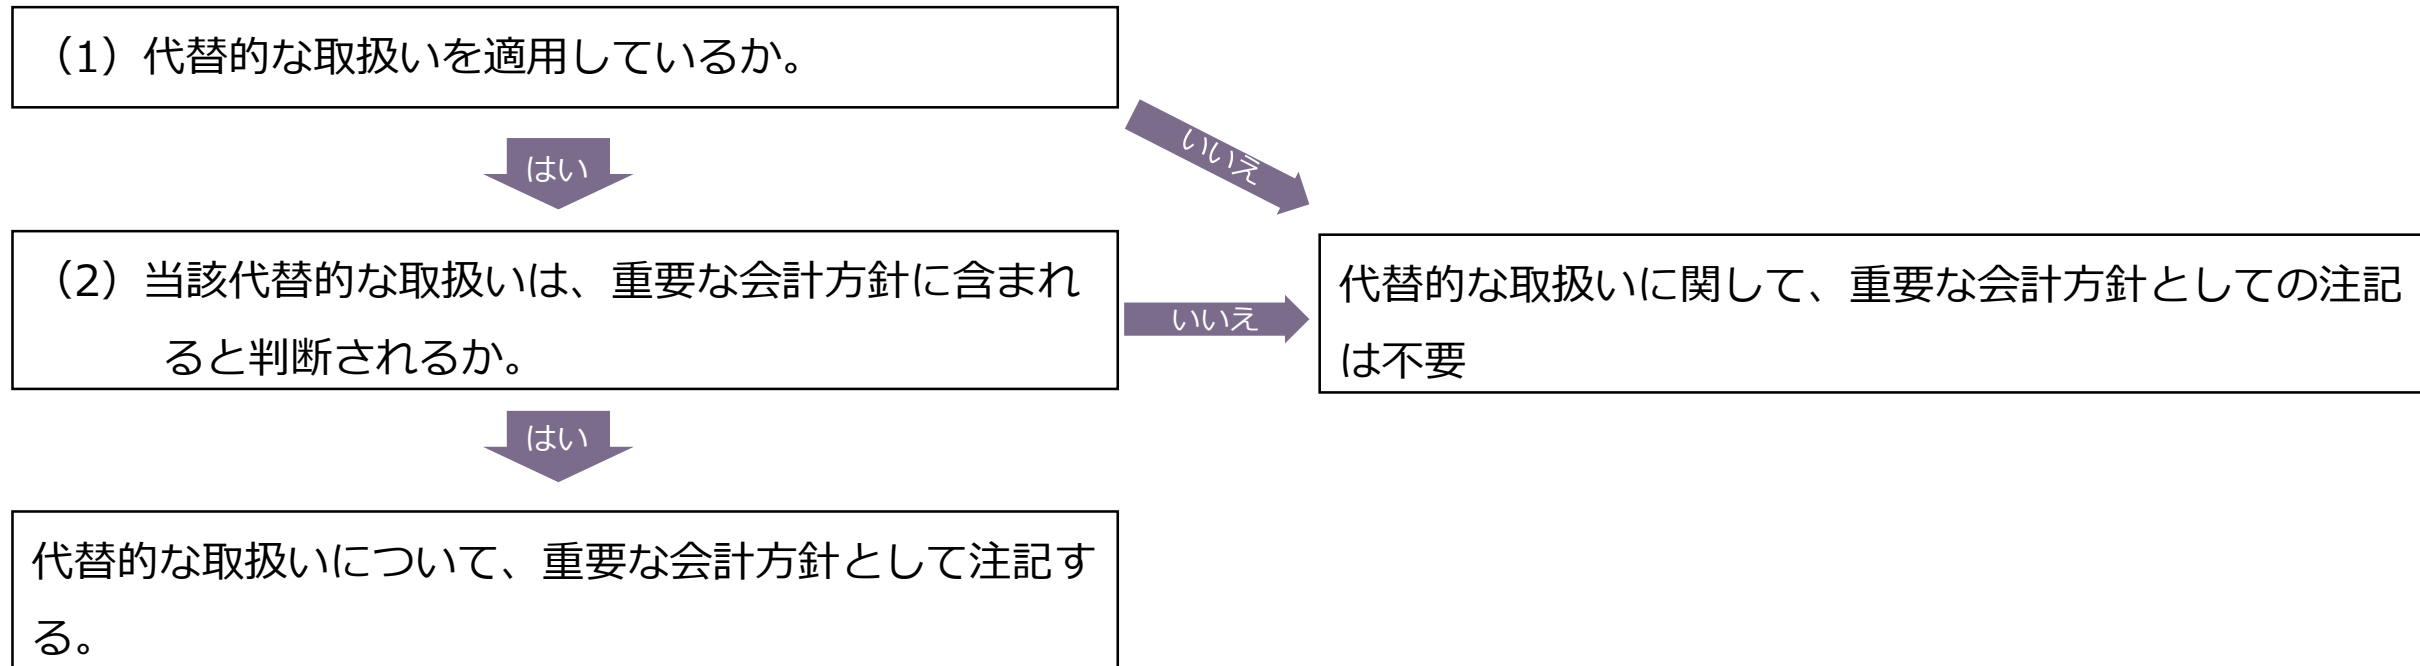 （1）代替的な取扱いを適用しているか。
いいえ
はい
（2）当該代替的な取扱いは、重要な会計方針に含まれ
ると判断されるか。
いいえ
代替的な取扱いに関して、重要な会計方針としての注記
は不要
はい
代替的な取扱いについて、重要な会計方針として注記す
る。